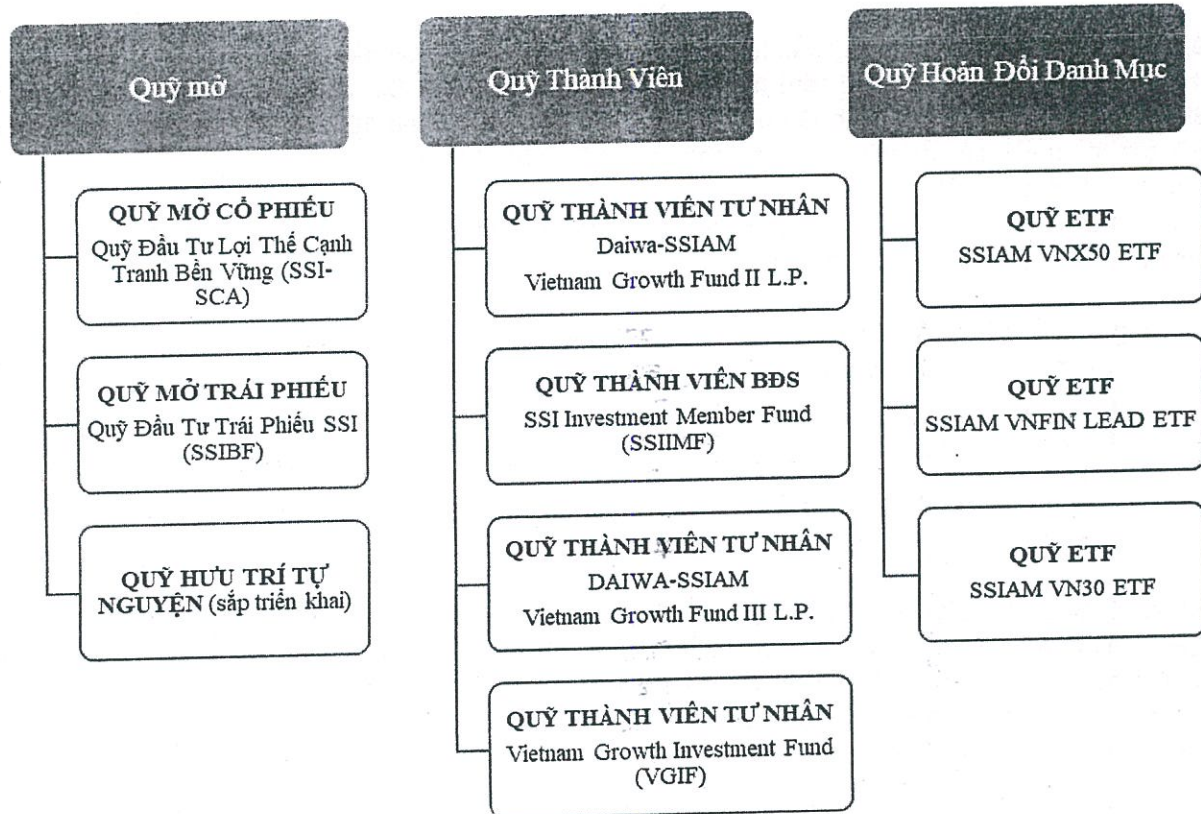 Quỹ mở
QUỸ MỞ CỔ PHIẾU
Quỹ Đầu Tư Lợi Thế Cạnh
Tranh Bền Vững (SSI-
SCA)
QUỸ MỞ TRÁI PHIẾU
Quỹ Đầu Tư Trái Phiếu SSI
(SSIBF)
QUỸ HƯU TRÍ TỰ
NGUYỆN (sắp triển khai)
Quỹ Thành Viên
QUỸ THÀNH VIÊN TƯ NHÂN
Daiwa-SSIAM
Vietnam Growth Fund II L.P.
QUỸ THÀNH VIÊN BĐS
SSI Investment Member Fund
(SSIIMF)
QUỸ THÀNH VIÊN TƯ NHÂN
DAIWA-SSIAM
Vietnam Growth Fund III L.P.
QUỸ THÀNH VIÊN TƯ NHÂN
Vietnam Growth Investment Fund
(VGIF)
Quỹ Hoán Đổi Danh Mục
QUỸ ETF
SSIAM VNX50 ETF
QUỸ ETF
SSIAM VNFIN LEAD ETF
QUỸ ETF
SSIAM VN30 ETF